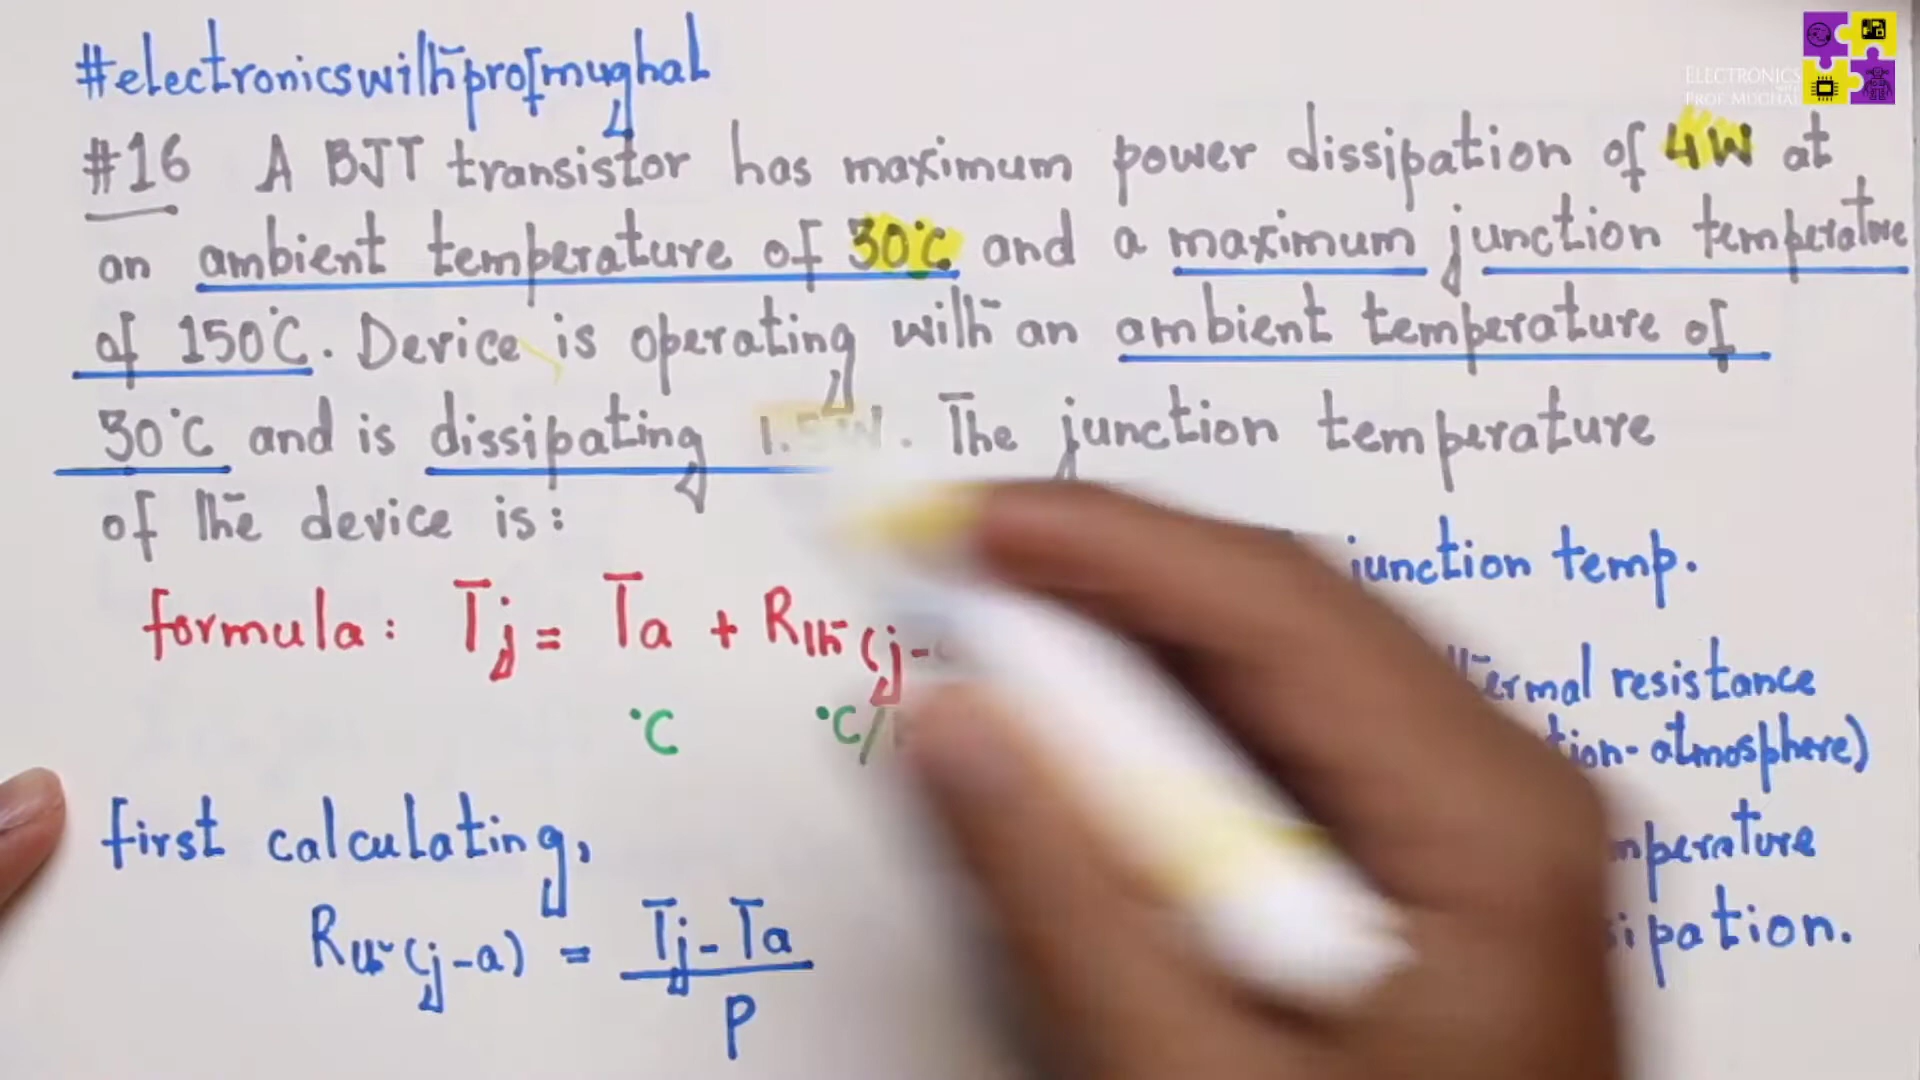 #electronicswithprofmughal
ELECTRONICS
WITH
PROF MUGHAL
#16 A BJT transistor has maximum power dissipation of 4W at
an ambient temperature of 30°C and a maximum junction temperature
of 150°C. Device is operating with an ambient temperature of
30°C and is dissipating The junction temperature
of the device is:
junction temp.
formula: Tj = Ta + Rth (j-
thermal resistance
°C °C/
tion-atmosphere)
first calculating,
mperature
Rth (j-a) = Tj - Ta
ipation.
P